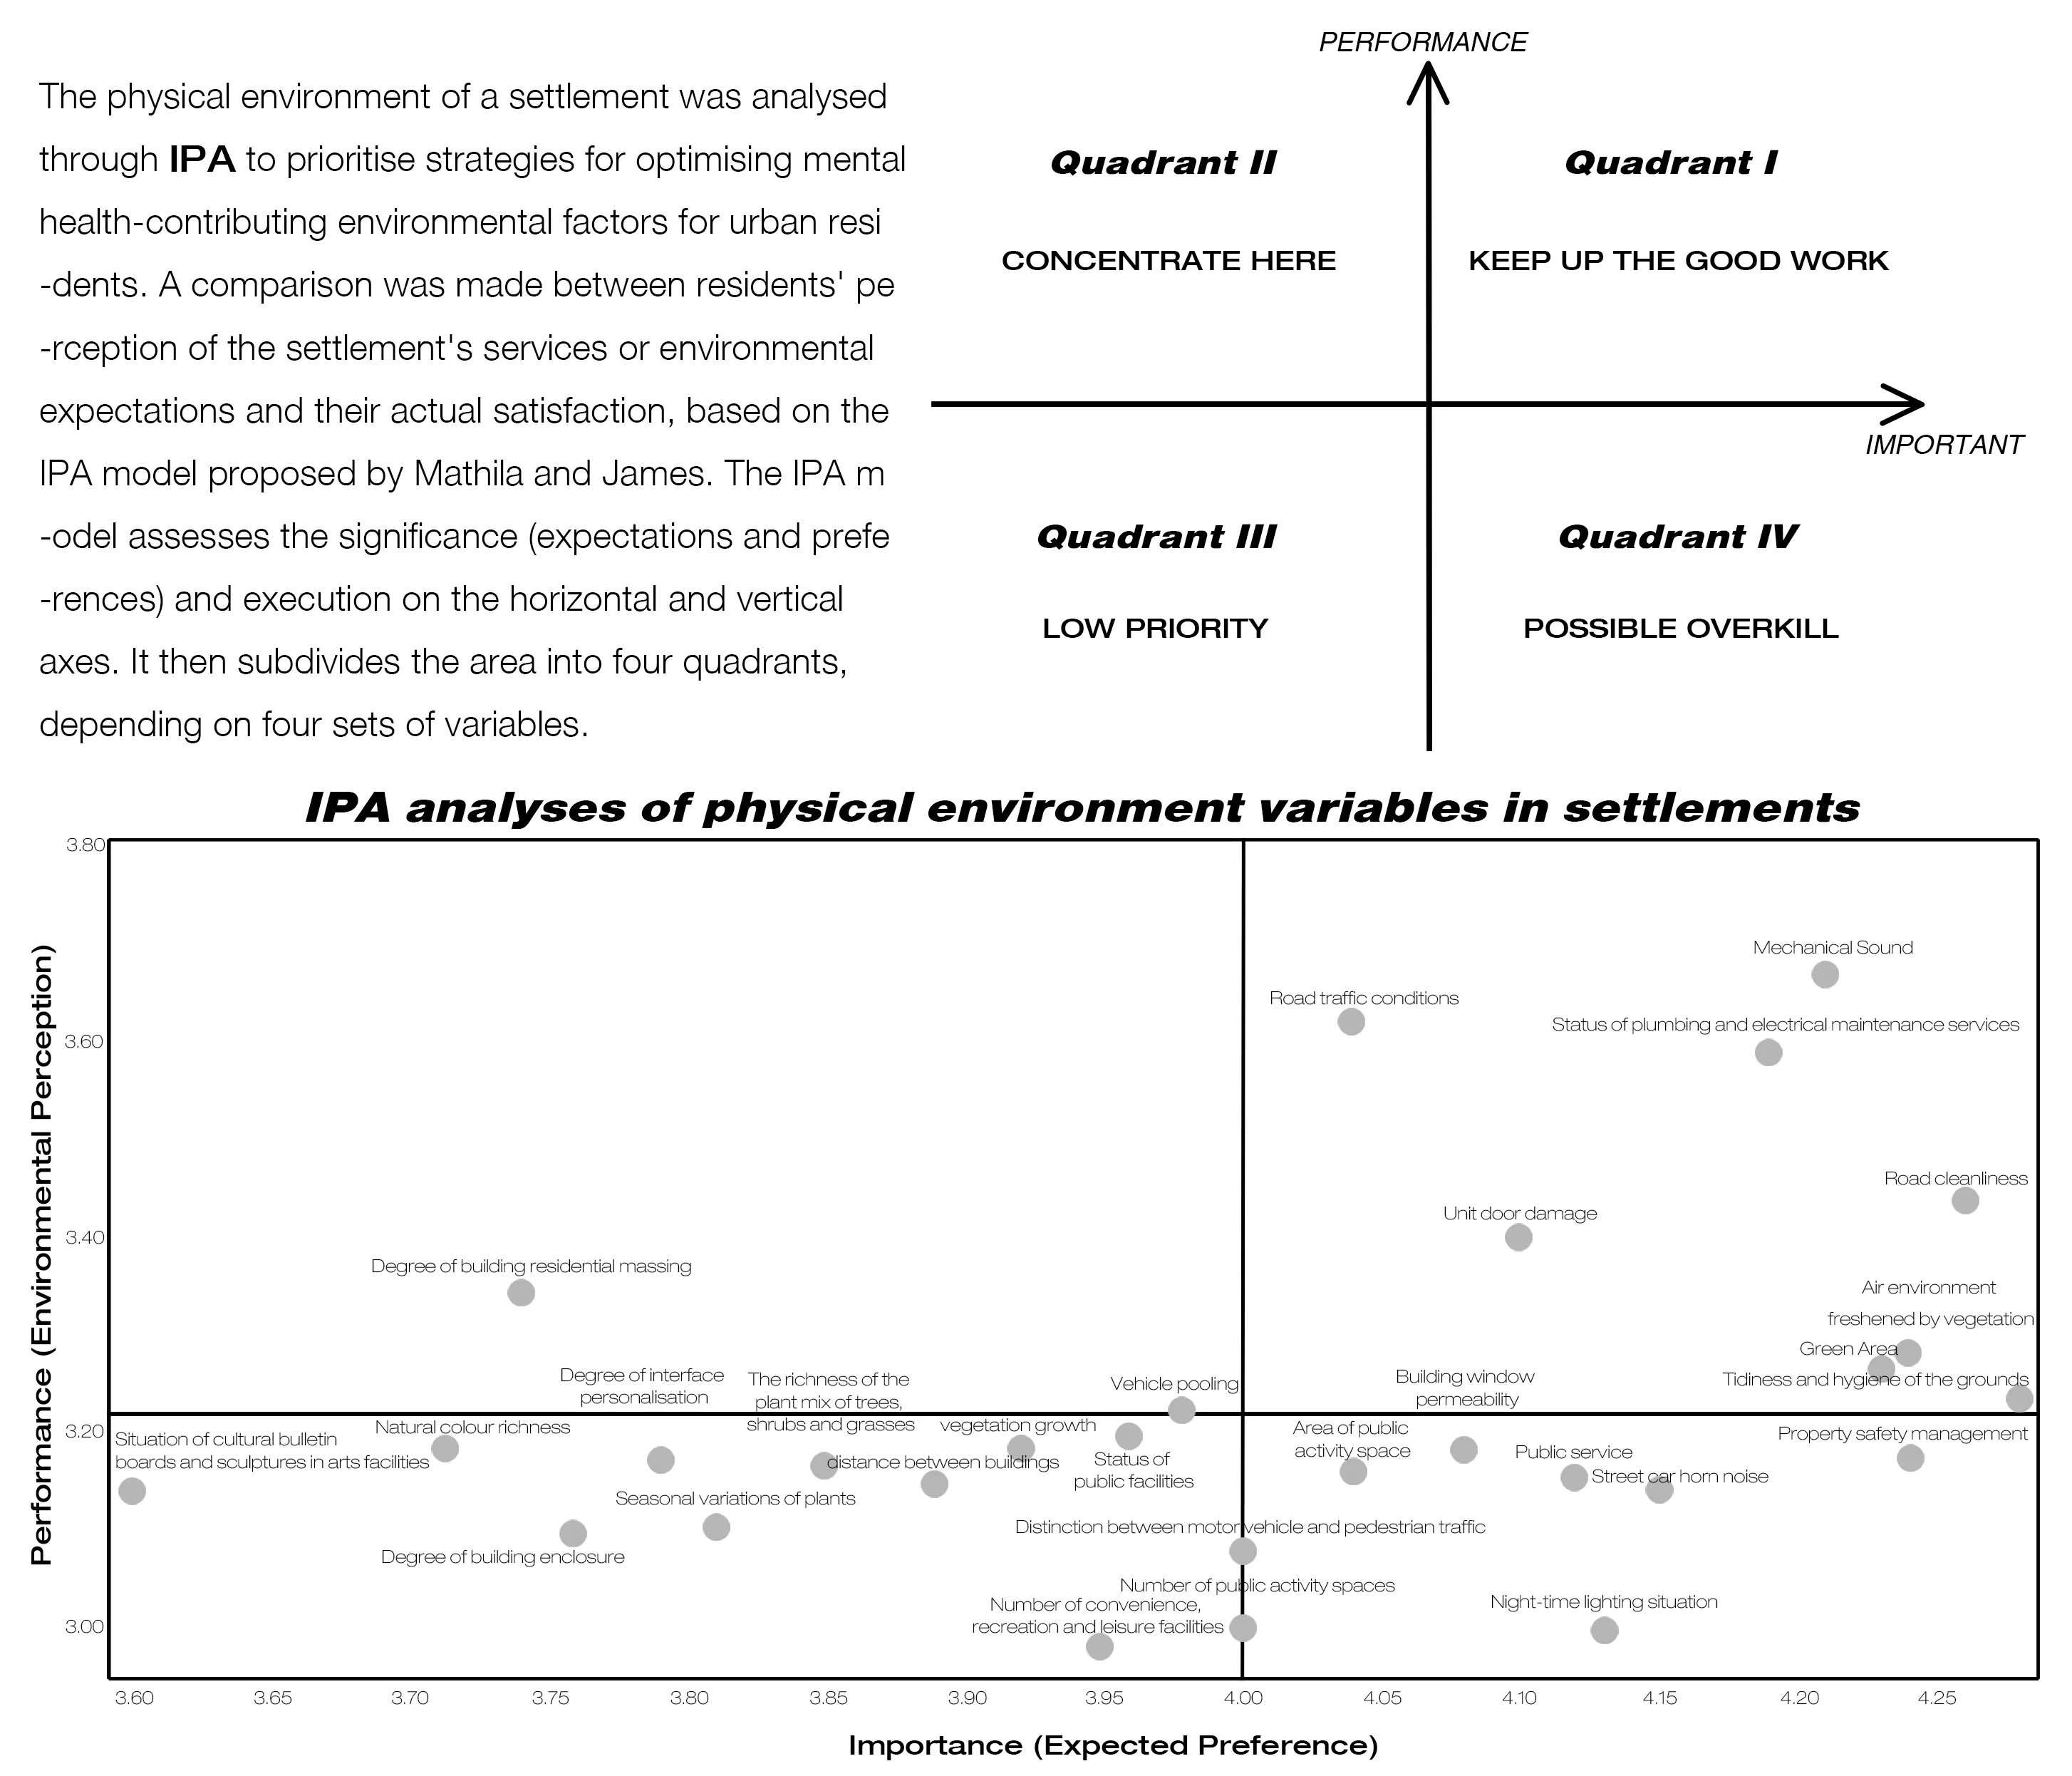 The physical environment of a settlement was analysed
through IPA to prioritise strategies for optimising mental
health-contributing environmental factors for urban resi
-dents. A comparison was made between residents' pe
-rception of the settlement's services or environmental
expectations and their actual satisfaction, based on the
IPA model proposed by Mathila and James. The IPA m
-odel assesses the significance (expectations and prefe
-rences) and execution on the horizontal and vertical
axes. It then subdivides the area into four quadrants,
depending on four sets of variables.
PERFORMANCE
Quadrant II
Quadrant I
CONCENTRATE HERE
KEEP UP THE GOOD WORK
IMPORTANT
Quadrant III
Quadrant IV
LOW PRIORITY
POSSIBLE OVERKILL
IPA analyses of physical environment variables in settlements
Performance (Environmental Perception)
3.80
3.60
3.40
3.20
3.00
Mechanical Sound
Road traffic conditions
Status of plumbing and electrical maintenance services
Road cleanliness
Unit door damage
Degree of building residential massing
Air environment
freshened by vegetation
Green Area
Tidiness and hygiene of the grounds
Degree of interface
personalisation
The richness of the
plant mix of trees,
shrubs and grasses
Vehicle pooling
Building window
permeability
Natural colour richness
vegetation growth
Area of public
activity space
Property safety management
Situation of cultural bulletin
boards and sculptures in arts facilities
distance between buildings
Status of
public facilities
Public service
Street car horn noise
Seasonal variations of plants
Distinction between motor vehicle and pedestrian traffic
Degree of building enclosure
Number of public activity spaces
Number of convenience,
recreation and leisure facilities
Night-time lighting situation
3.60
3.65
3.70
3.75
3.80
3.85
3.90
3.95
4.00
4.05
4.10
4.15
4.20
4.25
Importance (Expected Preference)